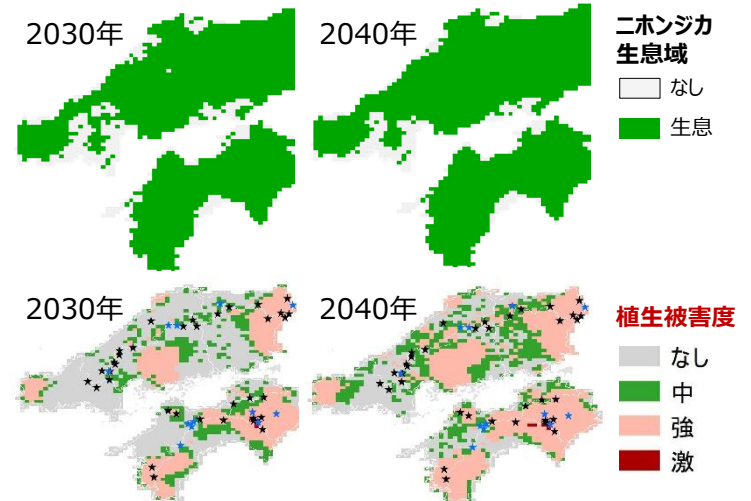 2030年
2040年
ニホンジカ
生息域
なし
生息
2030年
2040年
植生被害度
なし
中
強
激